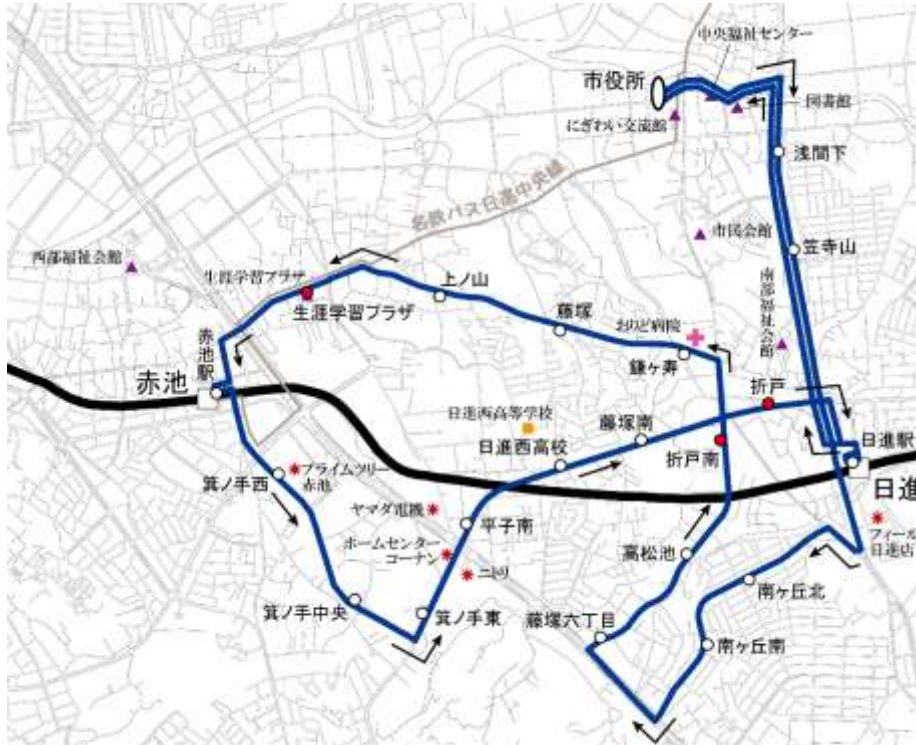 中央福祉センター
市役所
図書館
にぎわい交流館
浅間下
名鉄バス日進中央線
市民会館
笠寺山
西部福祉会館
生涯学習プラザ
上ノ山
生涯学習プラザ
藤塚
おりど病院
南部福祉会館
鎌ヶ寿
赤池駅
赤池
折戸
日進西高等学校
藤塚南
日進西高校
折戸南
日進駅
日進
プライムツリー
赤池
箕ノ手西
ヤマダ電機
平子南
フィール
日進店
ホームセンター
コーナン
ニトリ
高松池
南ヶ丘北
箕ノ手中央
箕ノ手東
藤塚六丁目
南ヶ丘南